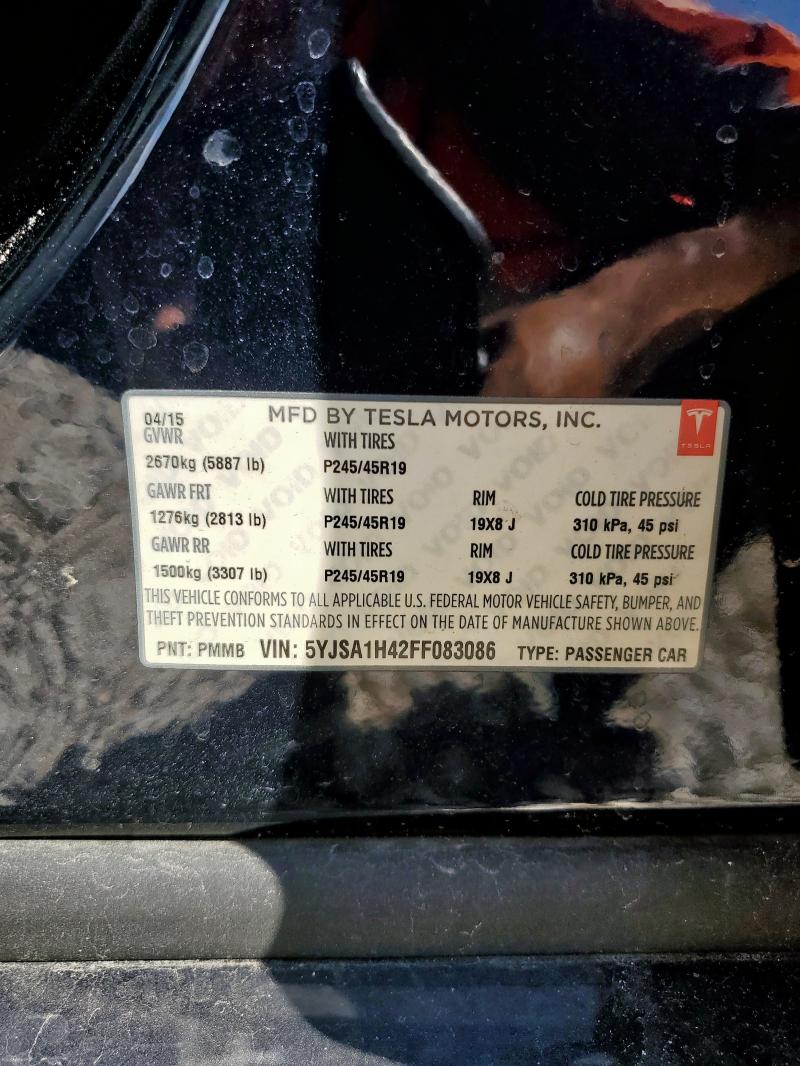 04/15 MFD BY TESLA MOTORS, INC.
GVWR WITH TIRES
2670kg (5887 lb) P245/45R19
GAWR FRT WITH TIRES RIM COLD TIRE PRESSURE
1276kg (2813 lb) P245/45R19 19X8 J 310 kPa, 45 psi
GAWR RR WITH TIRES RIM COLD TIRE PRESSURE
1500kg (3307 lb) P245/45R19 19X8 J 310 kPa, 45 psi
THIS VEHICLE CONFORMS TO ALL APPLICABLE U.S. FEDERAL MOTOR VEHICLE SAFETY, BUMPER, AND
THEFT PREVENTION STANDARDS IN EFFECT ON THE DATE OF MANUFACTURE SHOWN ABOVE.
PNT: PMMB VIN: 5YJSA1H42FF083086 TYPE: PASSENGER CAR
TESLA